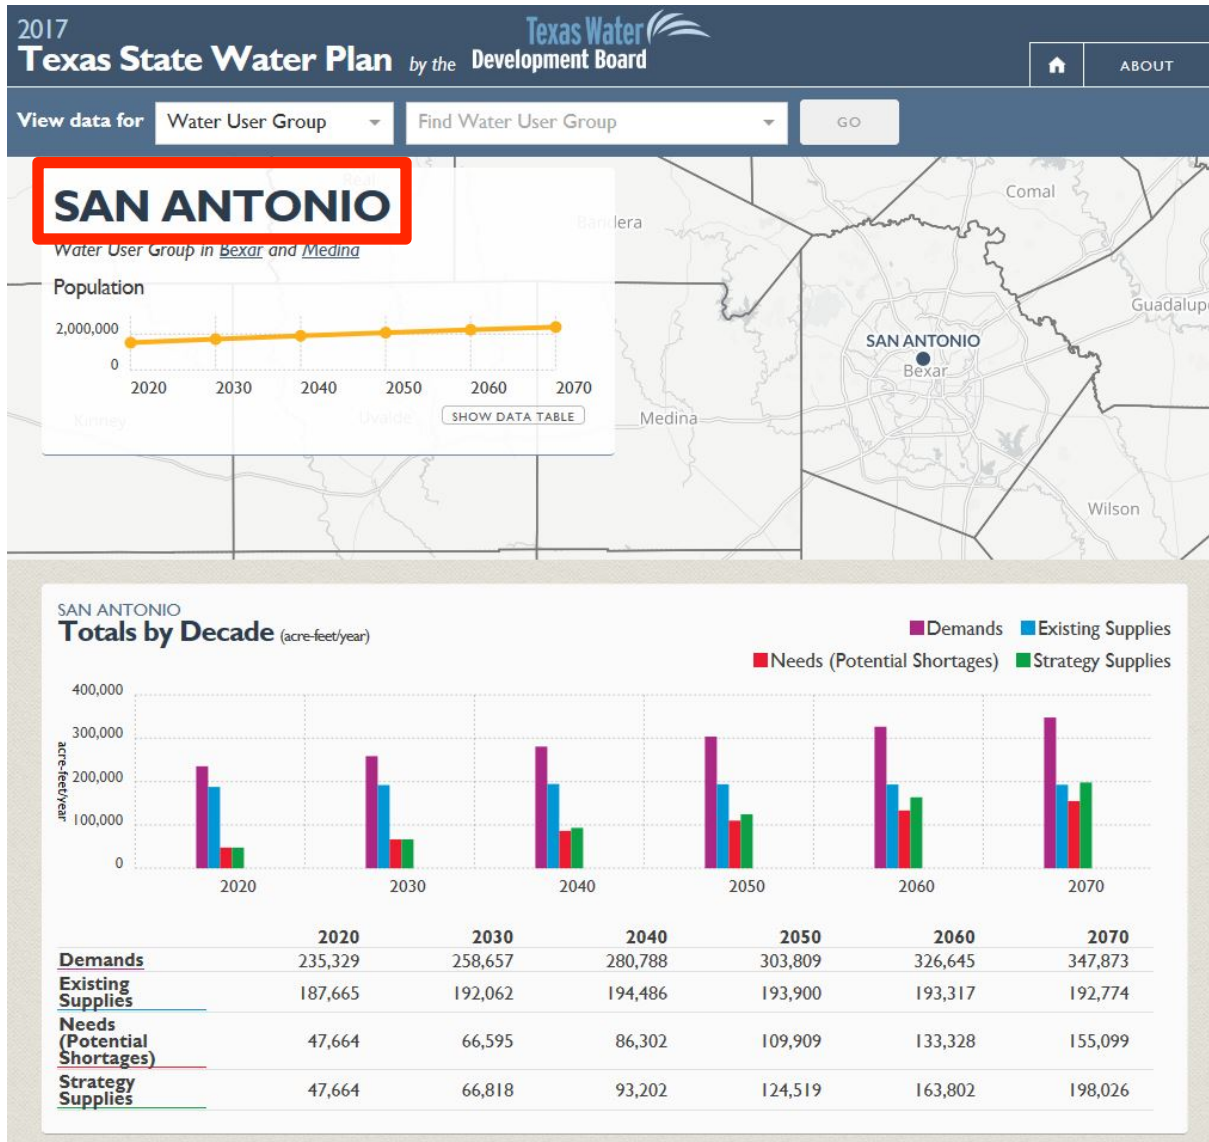 2017
Texas State Water Plan by the Texas Water Development Board
ABOUT
View data for Water User Group Find Water User Group GO
SAN ANTONIO
Water User Group in Bexar and Medina
Population
2,000,000
0
2020 2030 2040 2050 2060 2070
SHOW DATA TABLE
Real
Bandera
Comal
Guadalup
SAN ANTONIO
Bexar
Kinney
Uvalde
Medina
Wilson
SAN ANTONIO
Totals by Decade (acre-feet/year)
Demands Existing Supplies
Needs (Potential Shortages) Strategy Supplies
400,000
300,000
200,000
100,000
0
acre-feet/year
2020 2030 2040 2050 2060 2070
2020 2030 2040 2050 2060 2070
Demands 235,329 258,657 280,788 303,809 326,645 347,873
Existing
Supplies 187,665 192,062 194,486 193,900 193,317 192,774
Needs
(Potential 47,664 66,595 86,302 109,909 133,328 155,099
Shortages)
Strategy
Supplies 47,664 66,818 93,202 124,519 163,802 198,026